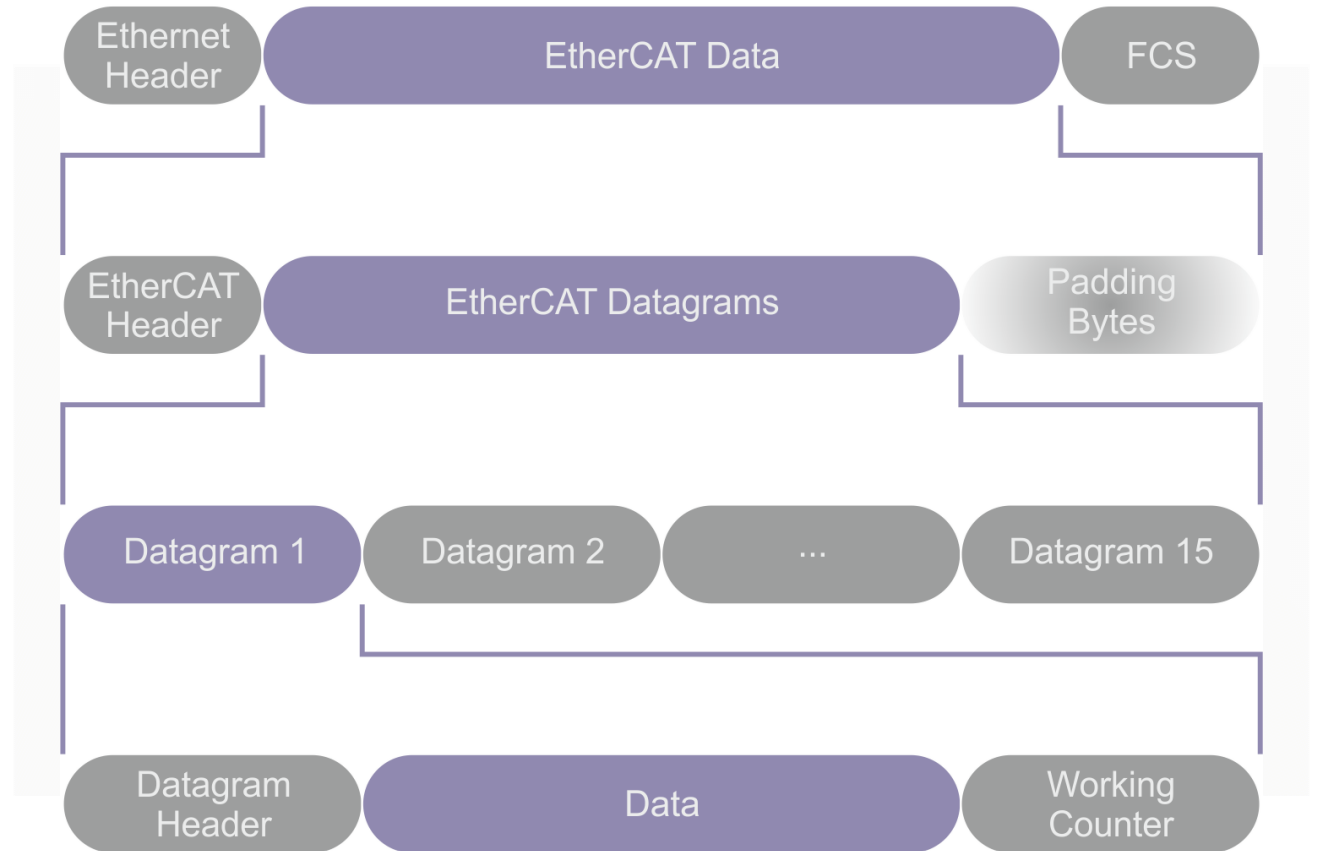 Ethernet
Header
EtherCAT Data
FCS
EtherCAT
Header
EtherCAT Datagrams
Padding
Bytes
Datagram 1
Datagram 2
...
Datagram 15
Datagram
Header
Data
Working
Counter